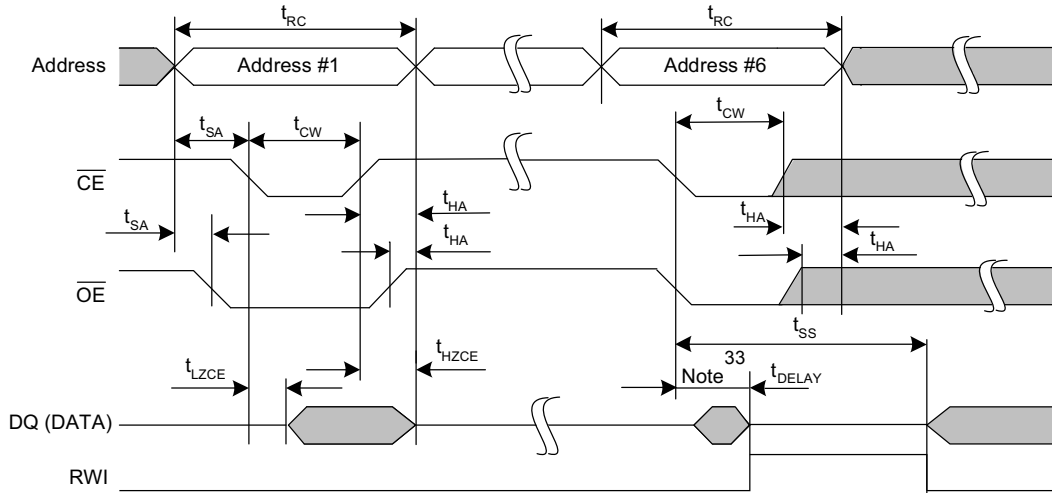 tRC tRC
Address Address #1 Address #6
tCW
tSA tCW
CE
tSA tHA tHA
tHA tHA
OE
tSS
33
tLZCE tHZCE Note tDELAY
DQ (DATA)
RWI